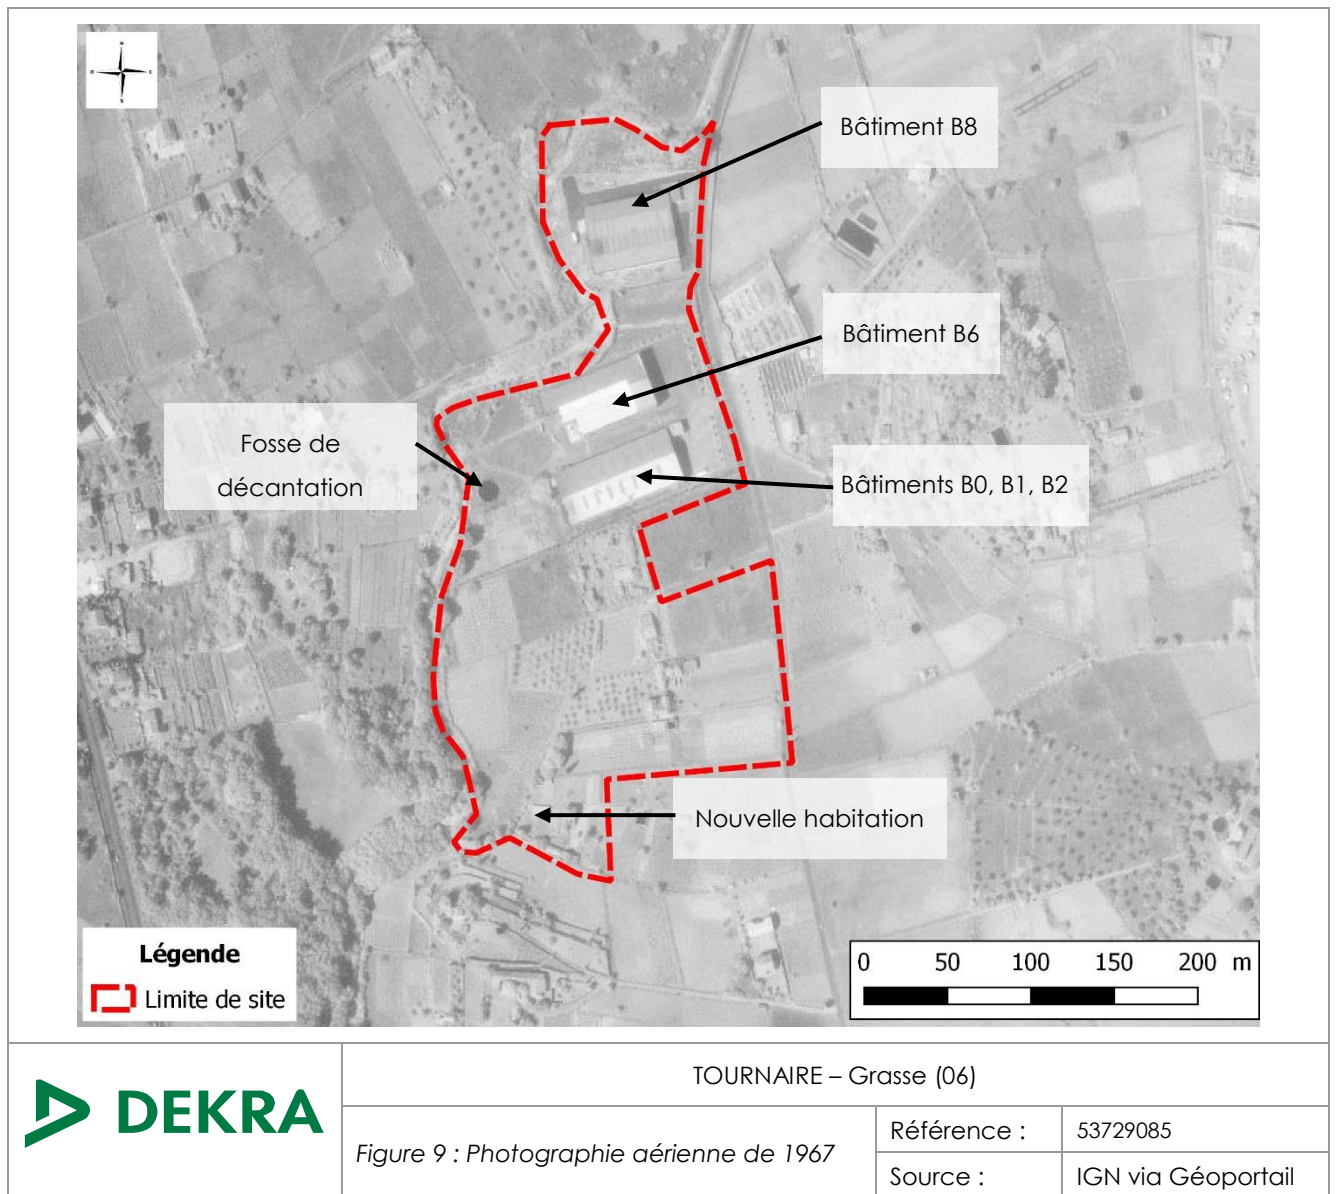 N
O
E
S
Bâtiment B8
Bâtiment B6
Fosse de
décantation
Bâtiments B0, B1, B2
Nouvelle habitation
Légende
Limite de site
0 50 100 150 200 m
DEKRA
TOURNAIRE – Grasse (06)
Figure 9 : Photographie aérienne de 1967
Référence : 53729085
Source : IGN via Géoportail